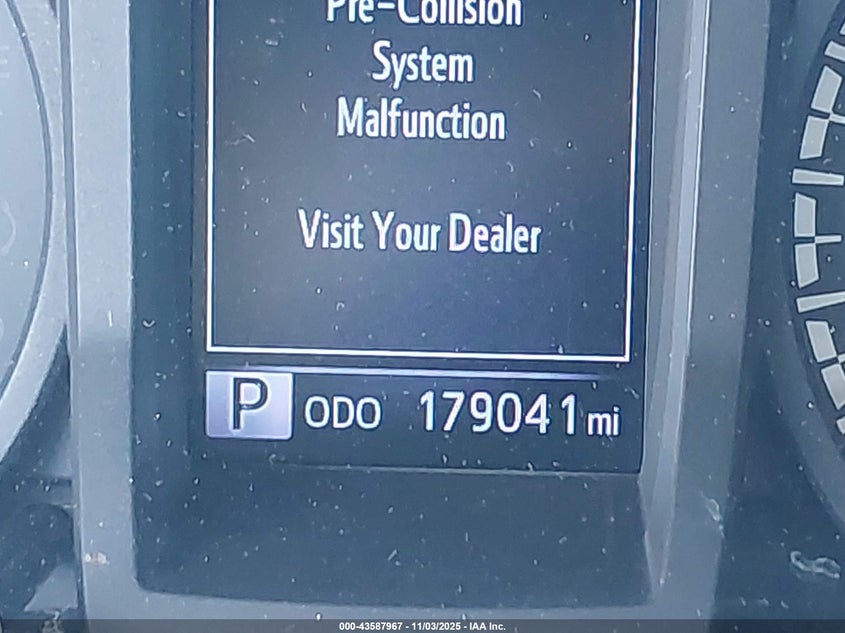 Pre-Collision
System
Malfunction
Visit Your Dealer
P ODO 179041 mi
000-43587967 - 11/03/2025 - IAA Inc.